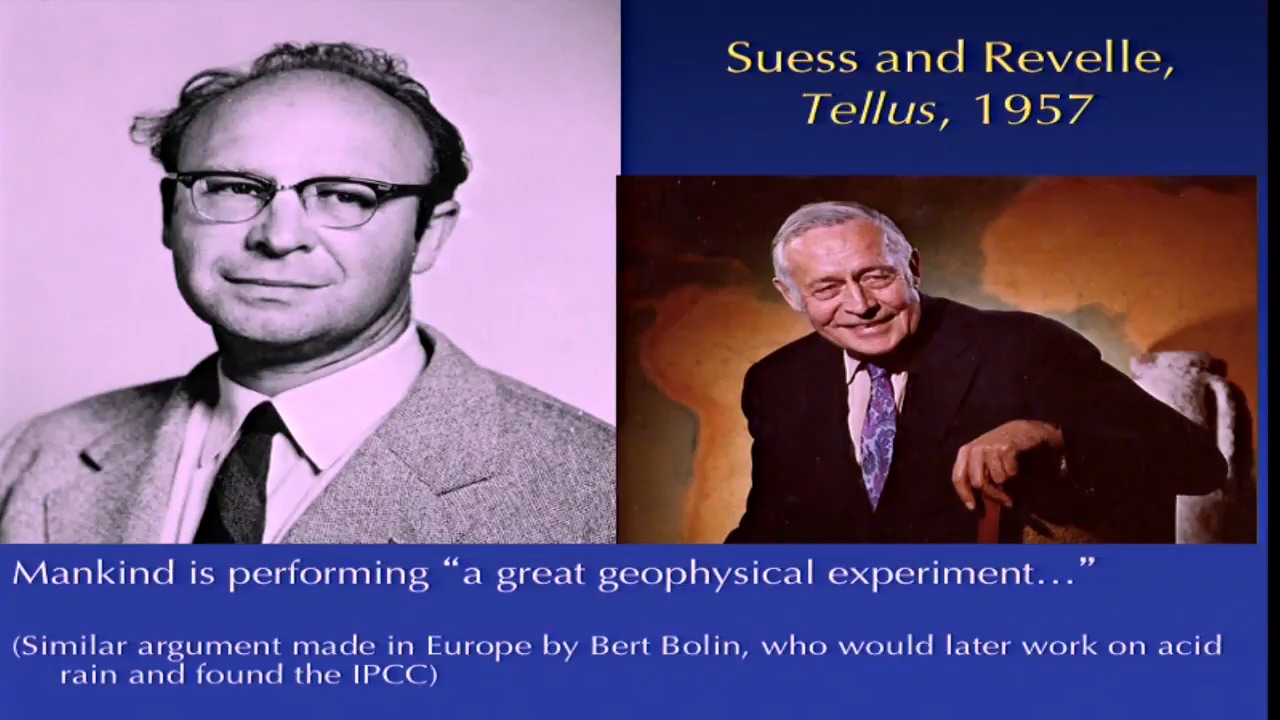 Suess and Revelle,
Tellus, 1957
Mankind is performing “a great geophysical experiment…”
(Similar argument made in Europe by Bert Bolin, who would later work on acid
rain and found the IPCC)